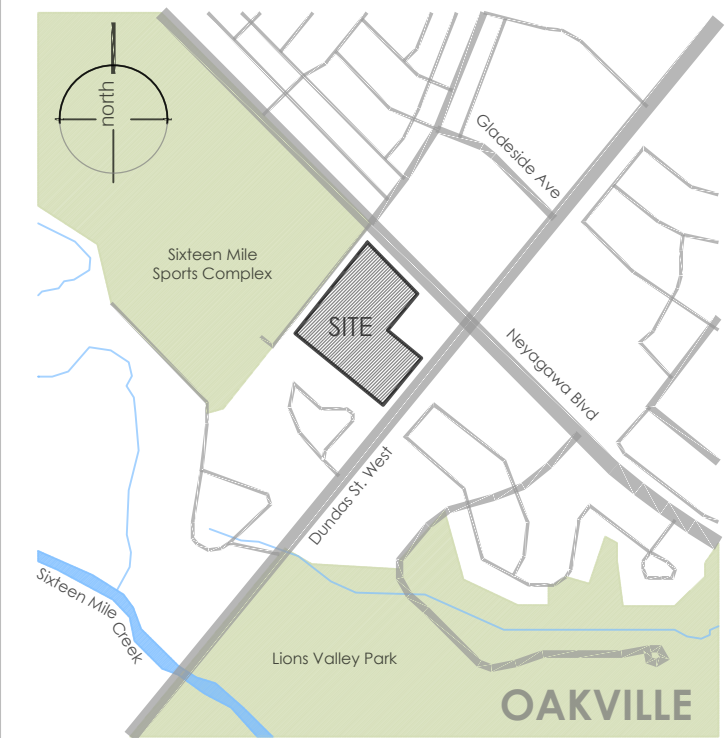 north
Gladeside Ave
Sixteen Mile
Sports Complex
SITE
Neyagawa Blvd
Dundas St. West
Sixteen Mile
Creek
Lions Valley Park
OAKVILLE